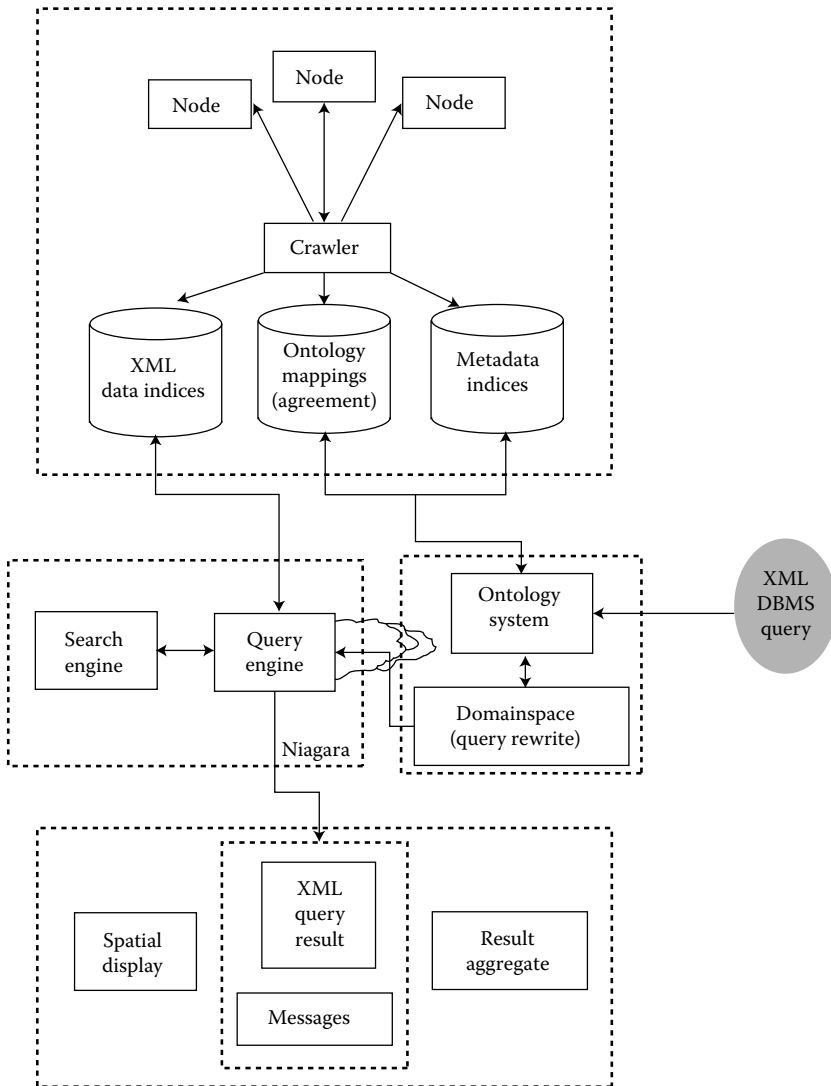 Node
Node
Node
Crawler
XML
data indices
Ontology
mappings
(agreement)
Metadata
indices
Search
engine
Query
engine
Ontology
system
XML
DBMS
query
Domainspace
(query rewrite)
Niagara
Spatial
display
XML
query
result
Messages
Result
aggregate